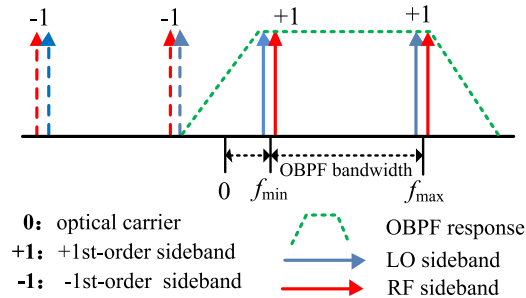 -1 -1 +1 +1
OBPF bandwidth
0 fmin fmax
0: optical carrier
+1: +1st-order sideband
-1: -1st-order sideband
OBPF response
LO sideband
RF sideband